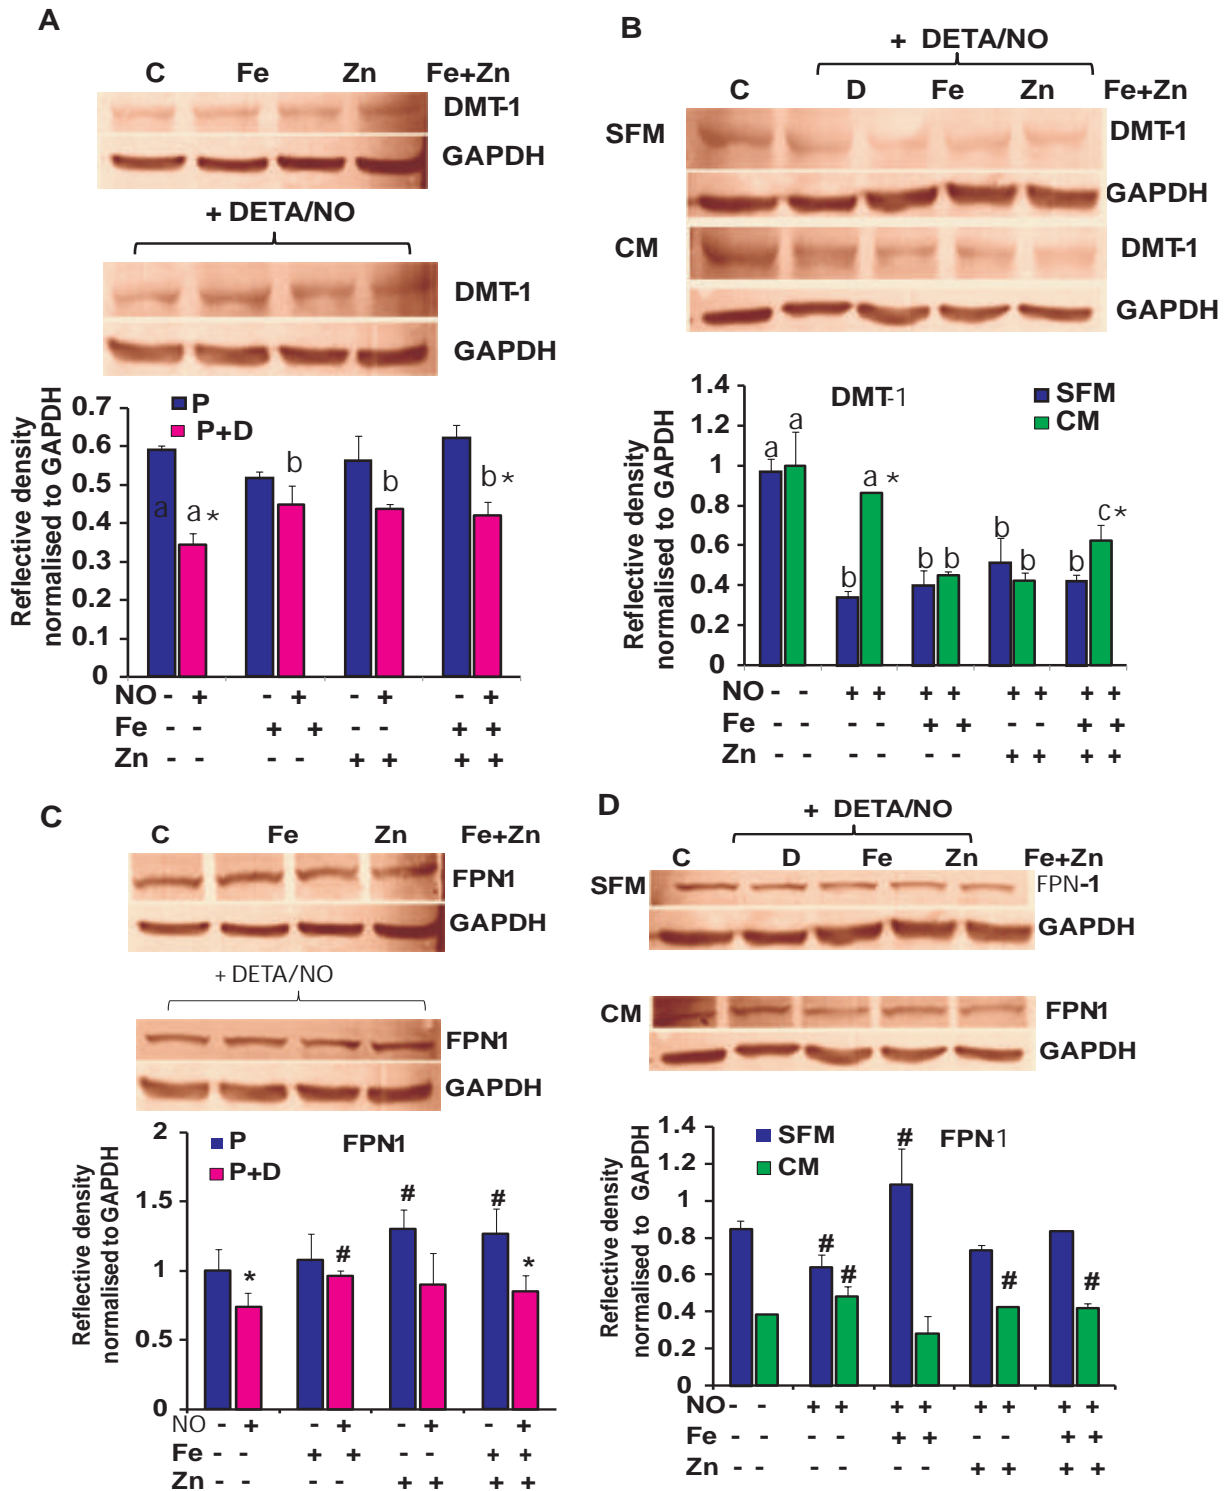 A
C Fe Zn Fe+Zn
DMT-1
GAPDH
+ DETA/NO
DMT-1
GAPDH
Reflective density
normalised to GAPDH
0.7
0.6
0.5
0.4
0.3
0.2
0.1
0
P
P+D
a a* b b b*
NO - + - + - + - +
Fe - - + + - - + +
Zn - - - - + + + +
B
+ DETA/NO
C D Fe Zn Fe+Zn
SFM DMT-1
GAPDH
CM DMT-1
GAPDH
Reflective density
normalised to GAPDH
1.4
1.2
1
0.8
0.6
0.4
0.2
0
DMT-1
SFM
CM
a a b a* b b b b b c*
NO - - + + + + + + + +
Fe - - - - + + - - + +
Zn - - - - - - + + + +
C
C Fe Zn Fe+Zn
FPN1
GAPDH
+ DETA/NO
FPN1
GAPDH
Reflective density
normalised to GAPDH
2
1.5
1
0.5
0
P
P+D
FPN1
* # # # *
NO - + - + - + - +
Fe - - + + - - + +
Zn - - - - + + + +
D
+ DETA/NO
C D Fe Zn Fe+Zn
SFM FPN-1
GAPDH
CM FPN1
GAPDH
Reflective density
normalised to GAPDH
1.4
1.2
1
0.8
0.6
0.4
0.2
0
SFM
CM
FPN-1
# # # # #
NO - - + + + + + + + +
Fe - - - - + + - - + +
Zn - - - - - - + + + +